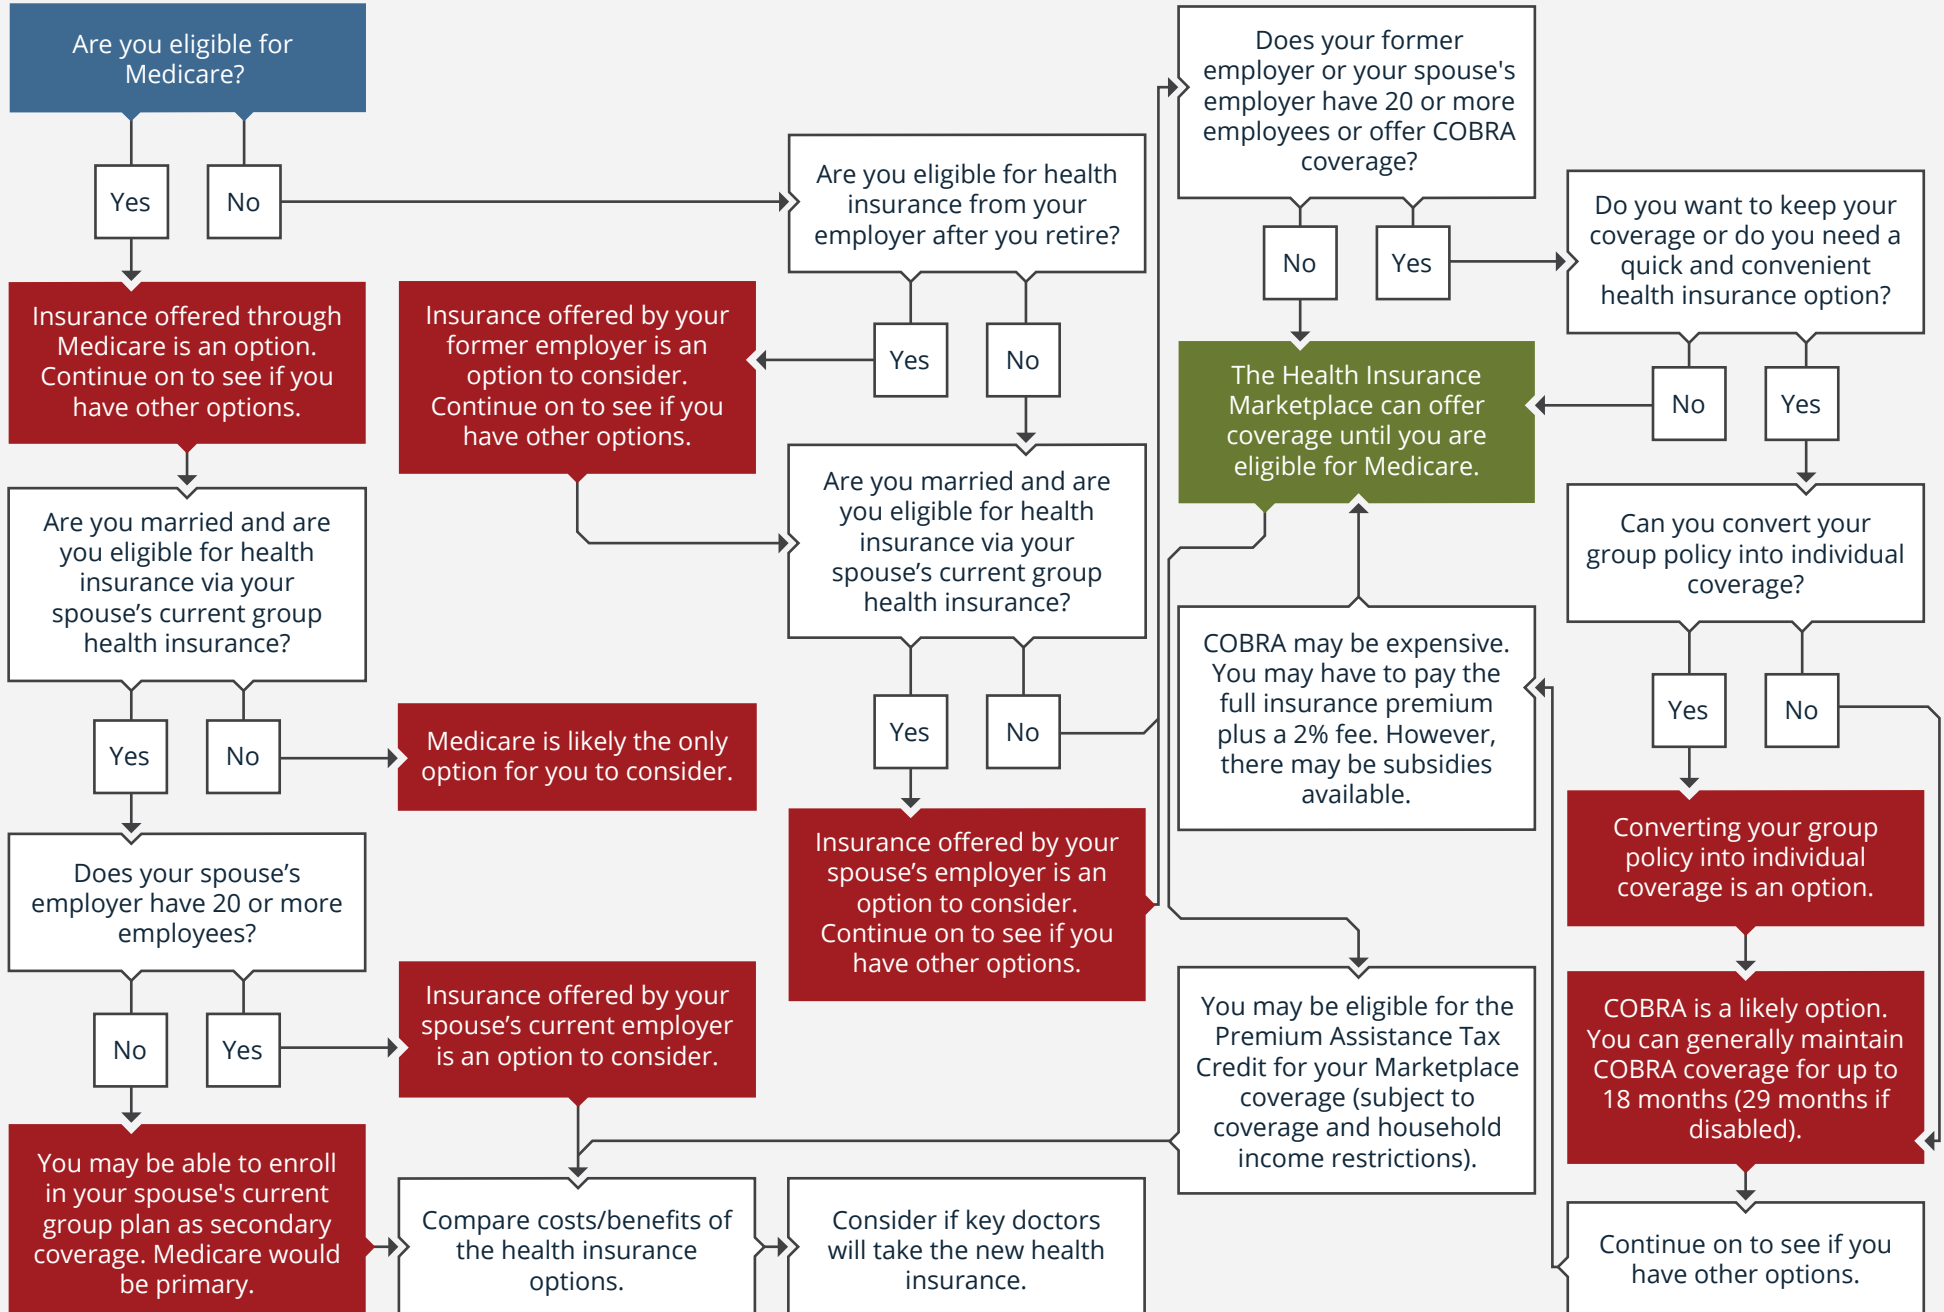 Are you eligible for
Medicare?
Yes
No
Insurance offered through
Medicare is an option.
Continue on to see if you
have other options.
Are you married and are
you eligible for health
insurance via your
spouse’s current group
health insurance?
Yes
No
Medicare is likely the only
option for you to consider.
Does your spouse’s
employer have 20 or more
employees?
No
Yes
Insurance offered by your
spouse’s current employer
is an option to consider.
You may be able to enroll
in your spouse's current
group plan as secondary
coverage. Medicare would
be primary.
Compare costs/benefits of
the health insurance
options.
Consider if key doctors
will take the new health
insurance.
Are you eligible for health
insurance from your
employer after you retire?
Yes
No
Insurance offered by your
former employer is an
option to consider.
Continue on to see if you
have other options.
Are you married and are
you eligible for health
insurance via your
spouse’s current group
health insurance?
Yes
No
Insurance offered by your
spouse’s employer is an
option to consider.
Continue on to see if you
have other options.
Does your former
employer or your spouse's
employer have 20 or more
employees or offer COBRA
coverage?
No
Yes
The Health Insurance
Marketplace can offer
coverage until you are
eligible for Medicare.
COBRA may be expensive.
You may have to pay the
full insurance premium
plus a 2% fee. However,
there may be subsidies
available.
You may be eligible for the
Premium Assistance Tax
Credit for your Marketplace
coverage (subject to
coverage and household
income restrictions).
Do you want to keep your
coverage or do you need a
quick and convenient
health insurance option?
No
Yes
Can you convert your
group policy into individual
coverage?
Yes
No
Converting your group
policy into individual
coverage is an option.
COBRA is a likely option.
You can generally maintain
COBRA coverage for up to
18 months (29 months if
disabled).
Continue on to see if you
have other options.